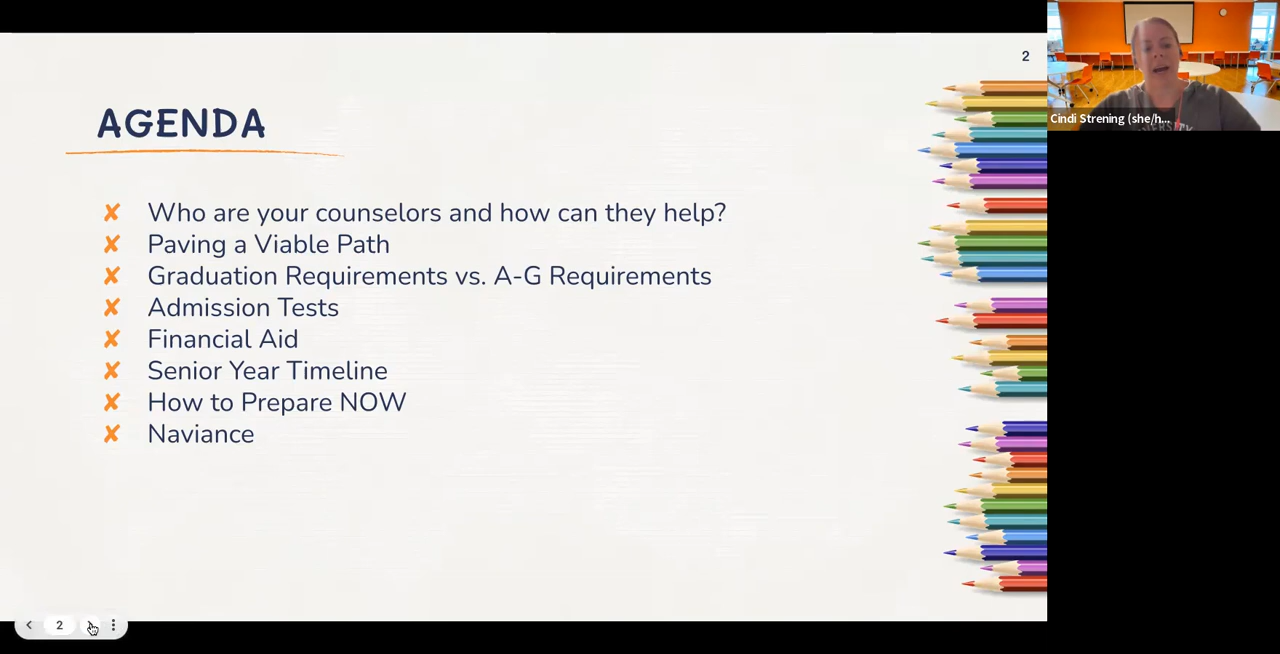 2
AGENDA
✘ Who are your counselors and how can they help?
✘ Paving a Viable Path
✘ Graduation Requirements vs. A-G Requirements
✘ Admission Tests
✘ Financial Aid
✘ Senior Year Timeline
✘ How to Prepare NOW
✘ Naviance
Cindi Strening (she/h...
2